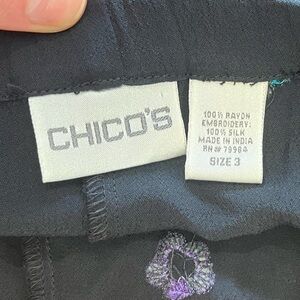 CHICO'S
100% RAYON
EMBROIDERY:
100% SILK
MADE IN INDIA
RN# 79984
SIZE 3